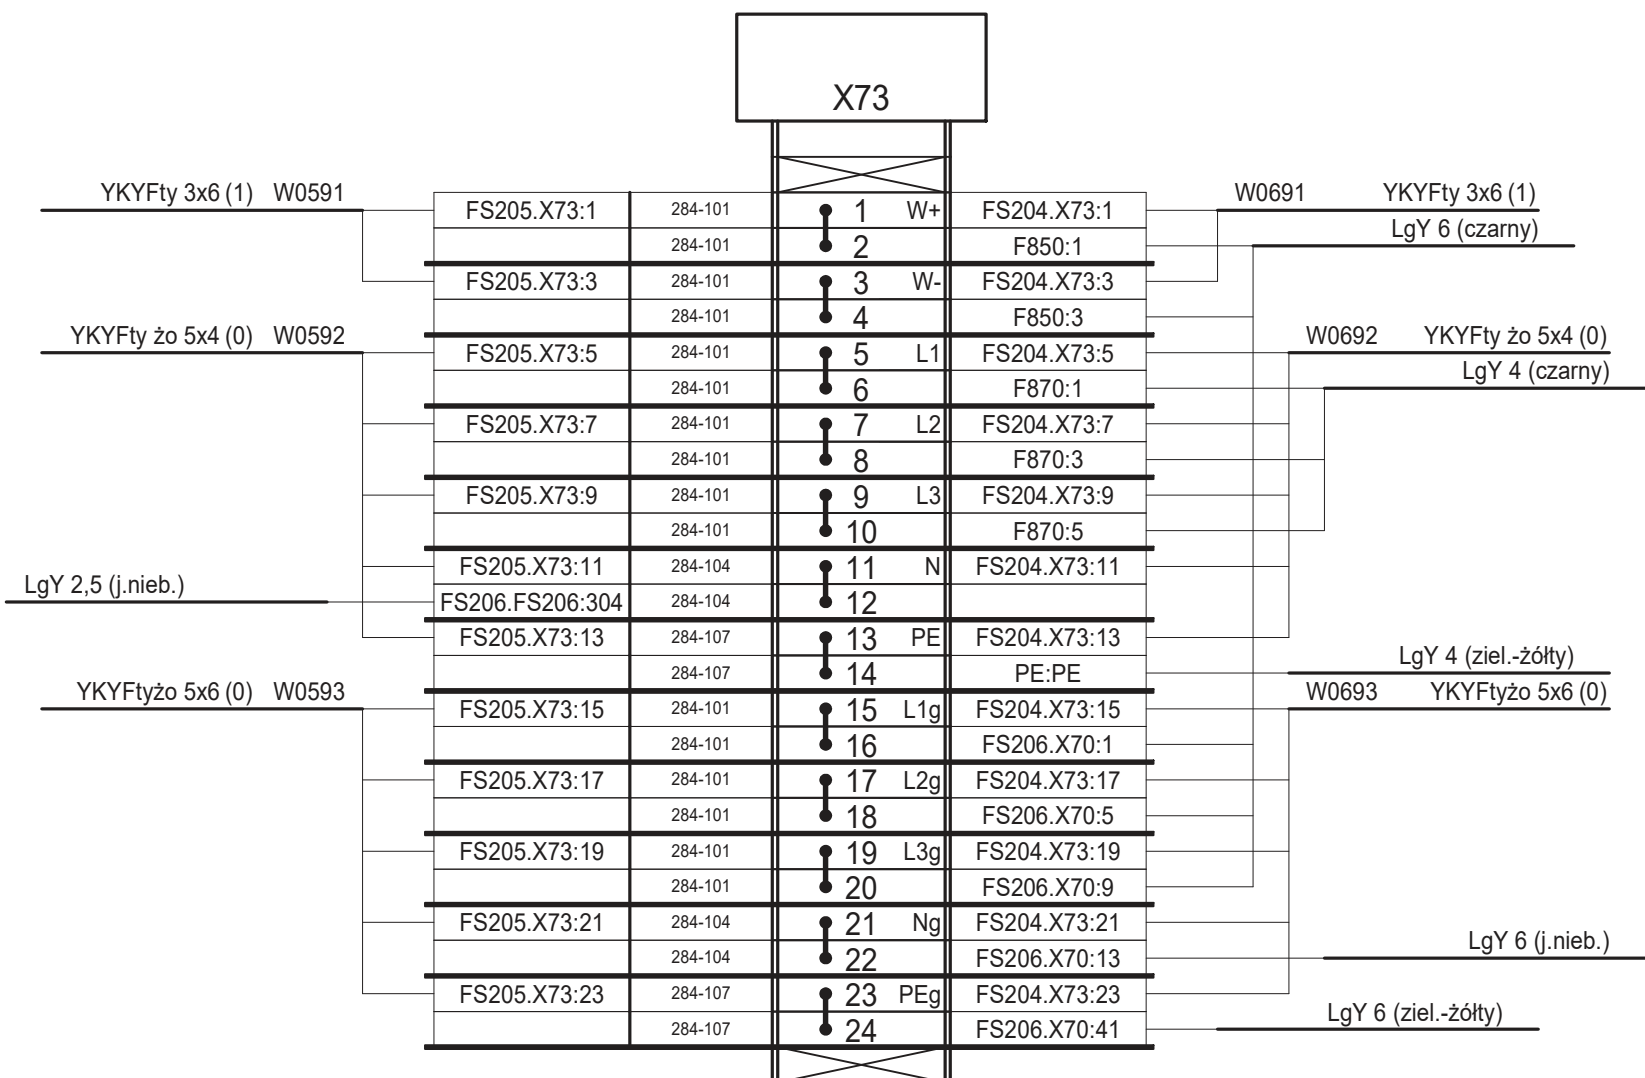 X73
YKYFty 3x6 (1) W0591
W0691 YKYFty 3x6 (1)
FS205.X73:1 284-101 1 W+ FS204.X73:1
LgY 6 (czarny)
284-101 2 F850:1
FS205.X73:3 284-101 3 W- FS204.X73:3
284-101 4 F850:3
YKYFty żo 5x4 (0) W0592
W0692 YKYFty żo 5x4 (0)
FS205.X73:5 284-101 5 L1 FS204.X73:5
LgY 4 (czarny)
284-101 6 F870:1
FS205.X73:7 284-101 7 L2 FS204.X73:7
284-101 8 F870:3
FS205.X73:9 284-101 9 L3 FS204.X73:9
284-101 10 F870:5
FS205.X73:11 284-104 11 N FS204.X73:11
LgY 2,5 (j.nieb.)
FS206.FS206:304 284-104 12
FS205.X73:13 284-107 13 PE FS204.X73:13
LgY 4 (ziel.-żółty)
284-107 14 PE:PE
YKYFtyżo 5x6 (0) W0593
W0693 YKYFtyżo 5x6 (0)
FS205.X73:15 284-101 15 L1g FS204.X73:15
284-101 16 FS206.X70:1
FS205.X73:17 284-101 17 L2g FS204.X73:17
284-101 18 FS206.X70:5
FS205.X73:19 284-101 19 L3g FS204.X73:19
284-101 20 FS206.X70:9
FS205.X73:21 284-104 21 Ng FS204.X73:21
LgY 6 (j.nieb.)
284-104 22 FS206.X70:13
FS205.X73:23 284-107 23 PEg FS204.X73:23
LgY 6 (ziel.-żółty)
284-107 24 FS206.X70:41